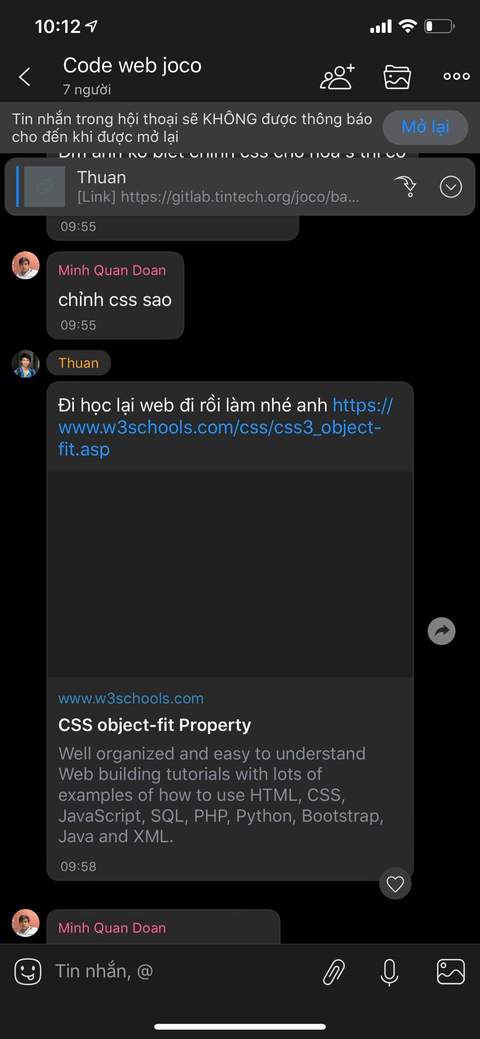 10:12
Code web joco
7 người
Tin nhắn trong hội thoại sẽ KHÔNG được thông báo
cho đến khi được mở lại
Mở lại
Thuan
[Link] https://gitlab.tintech.org/joco/ba...
09:55
Minh Quan Doan
chỉnh css sao
09:55
Thuan
Đi học lại web đi rồi làm nhé anh https://
www.w3schools.com/css/css3_object-
fit.asp
www.w3schools.com
CSS object-fit Property
Well organized and easy to understand
Web building tutorials with lots of
examples of how to use HTML, CSS,
JavaScript, SQL, PHP, Python, Bootstrap,
Java and XML.
09:58
Minh Quan Doan
Tin nhắn, @